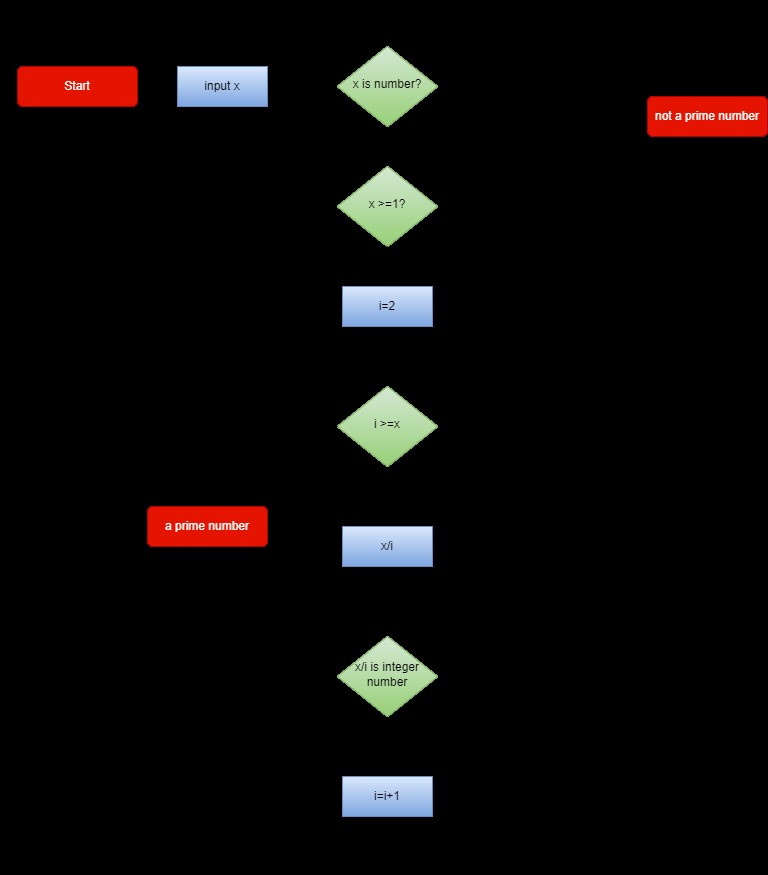 Start
input x
x is number?
not a prime number
x >=1?
i=2
i >=x
a prime number
x/i
x/i is integer
number
i=i+1